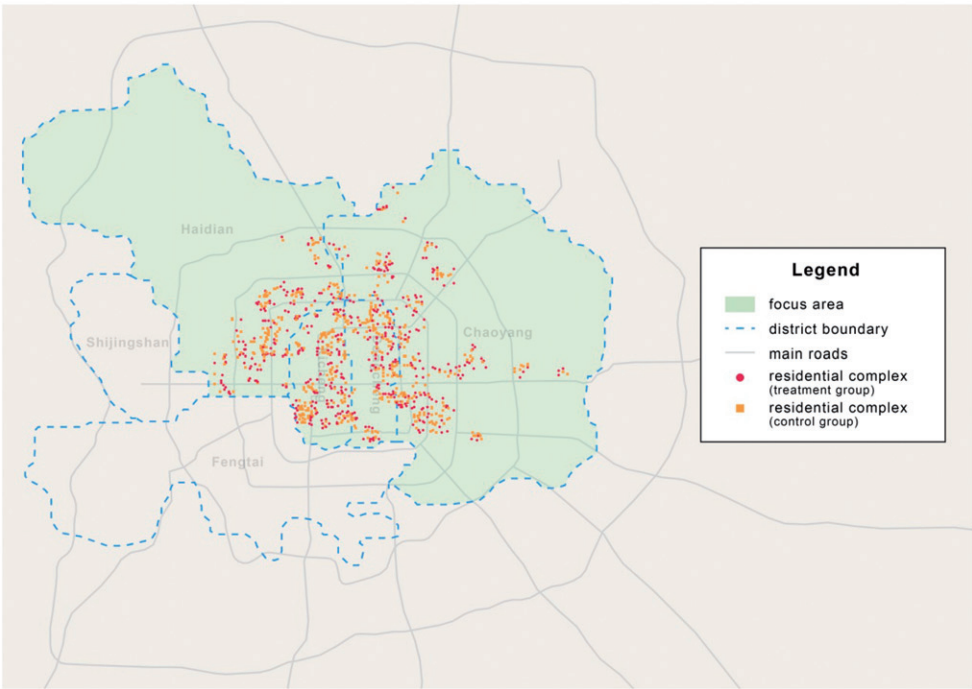 Haidian
Shijingshan
Chaoyang
Fengtai
Legend
focus area
district boundary
main roads
residential complex
(treatment group)
residential complex
(control group)